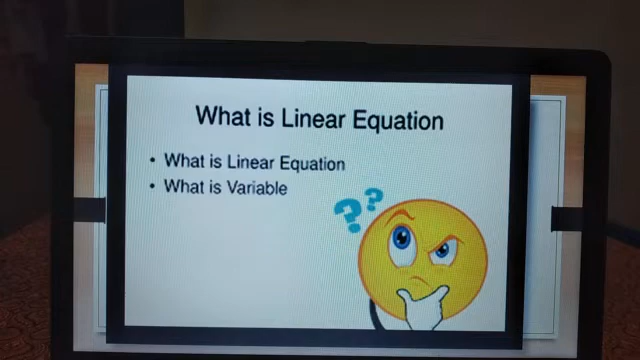 What is Linear Equation
• What is Linear Equation
• What is Variable
??